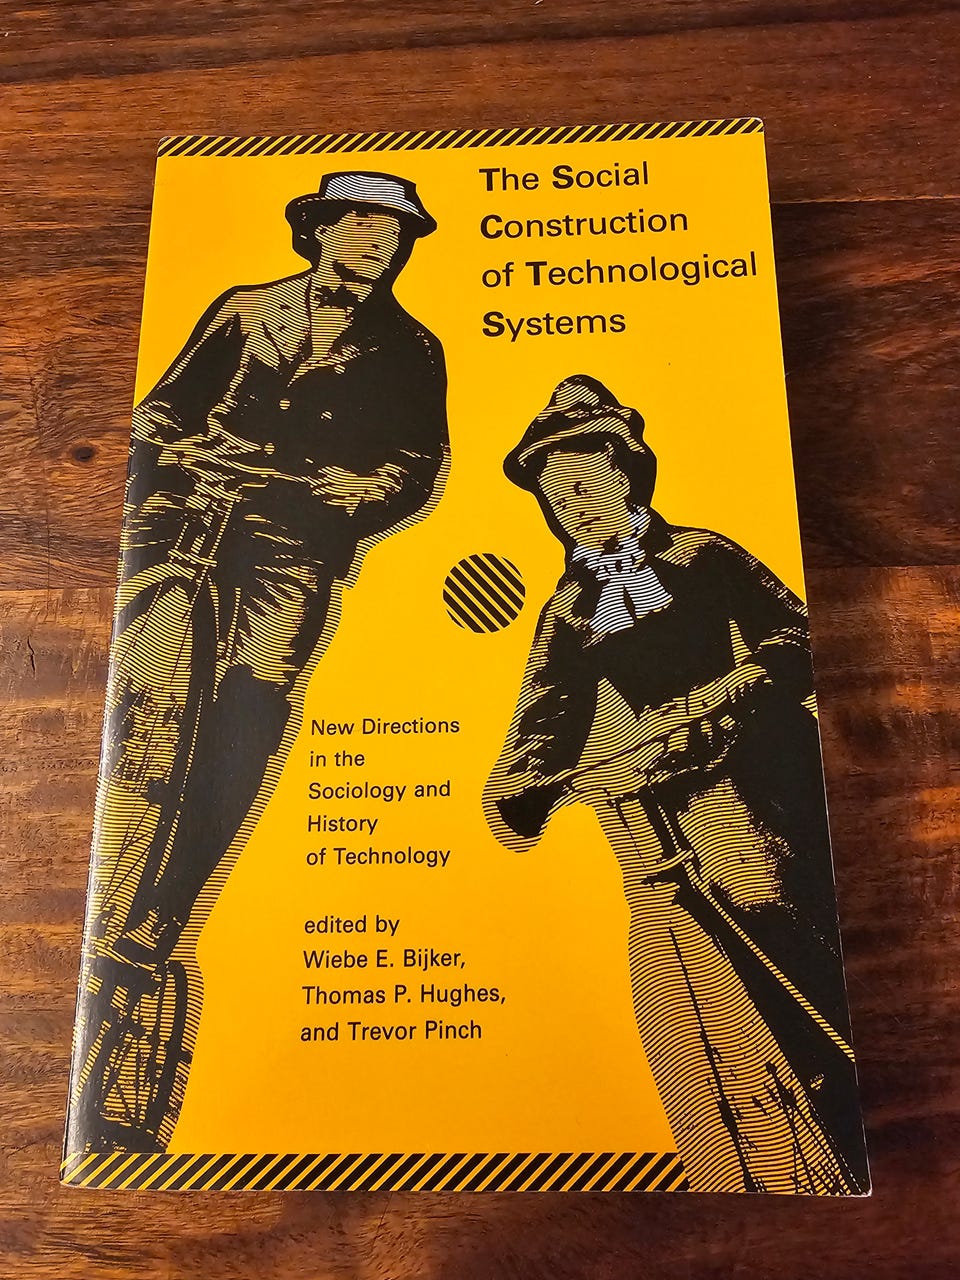 The Social
Construction
of Technological
Systems
New Directions
in the
Sociology and
History
of Technology
edited by
Wiebe E. Bijker,
Thomas P. Hughes,
and Trevor Pinch